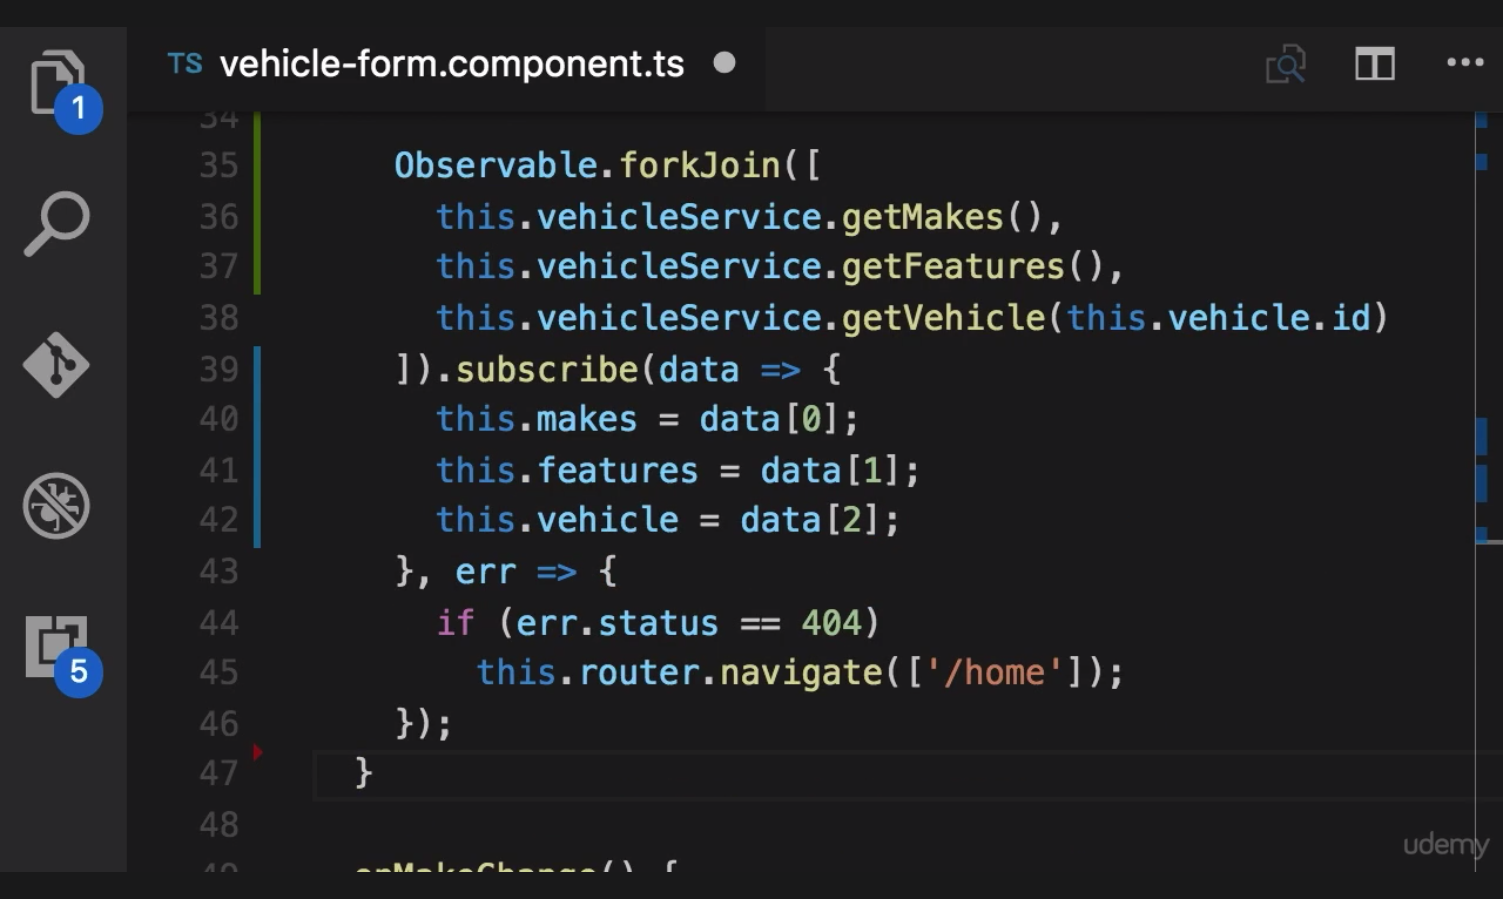 TS vehicle-form.component.ts
1
34
35 Observable.forkJoin([
36 this.vehicleService.getMakes(),
37 this.vehicleService.getFeatures(),
38 this.vehicleService.getVehicle(this.vehicle.id)
39 ]).subscribe(data => {
40 this.makes = data[0];
41 this.features = data[1];
42 this.vehicle = data[2];
43 }, err => {
44 if (err.status == 404)
45 this.router.navigate(['/home']);
5
46 });
47 }
48
49 onMakeChange() {
udemy